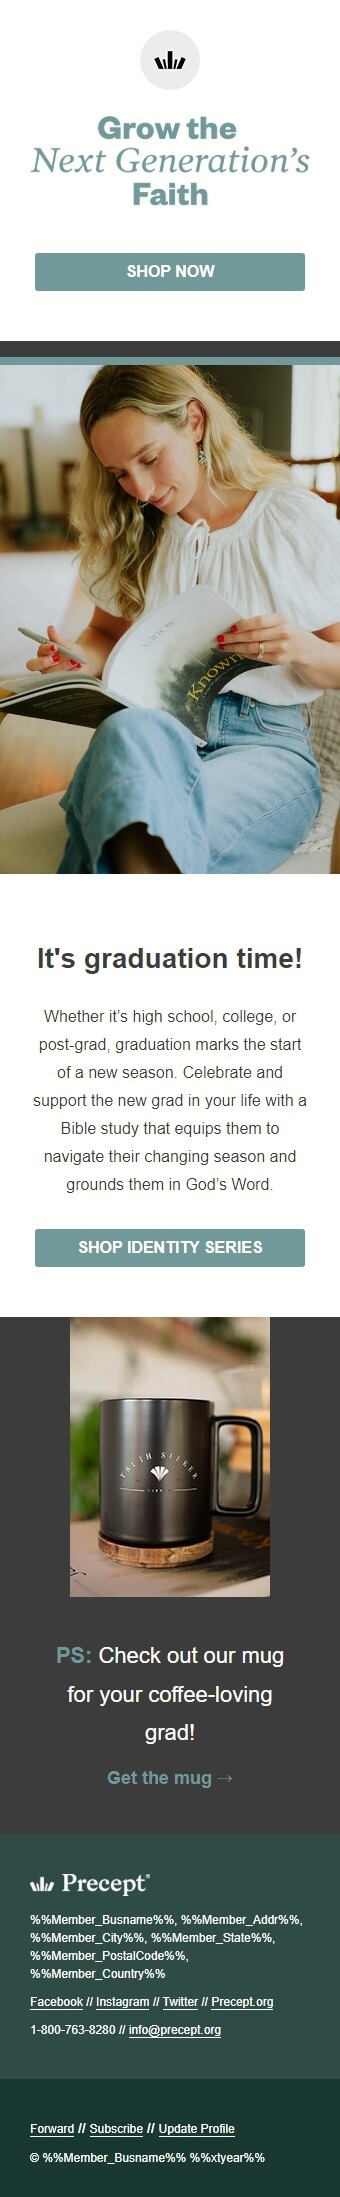 Grow the
Next Generation's
Faith
SHOP NOW
Known
It's graduation time!
Whether it's high school, college, or
post-grad, graduation marks the start
of a new season. Celebrate and
support the new grad in your life with a
Bible study that equips them to
navigate their changing season and
grounds them in God's Word.
SHOP IDENTITY SERIES
TRUTH SEEKER
PS: Check out our mug
for your coffee-loving
grad!
Get the mug ⇢
Precept®
%%Member_Busname%%, %%Member_Addr%%,
%%Member_City%%, %%Member_State%%,
%%Member_PostalCode%%,
%%Member_Country%%
Facebook // Instagram // Twitter // Precept.org
1-800-763-8280 // info@precept.org
Forward // Subscribe // Update Profile
© %%Member_Busname%% %%xtyear%%